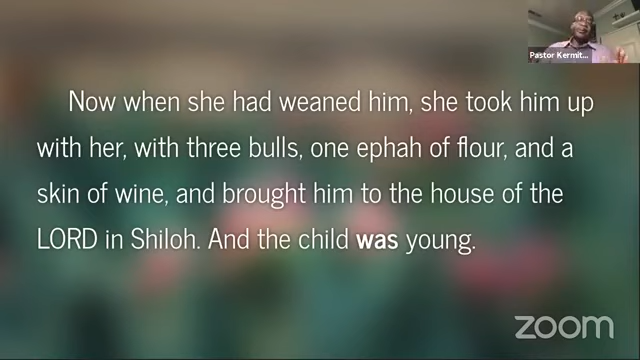 Pastor Kermit...
Now when she had weaned him, she took him up
with her, with three bulls, one ephah of flour, and a
skin of wine, and brought him to the house of the
LORD in Shiloh. And the child was young.
zoom